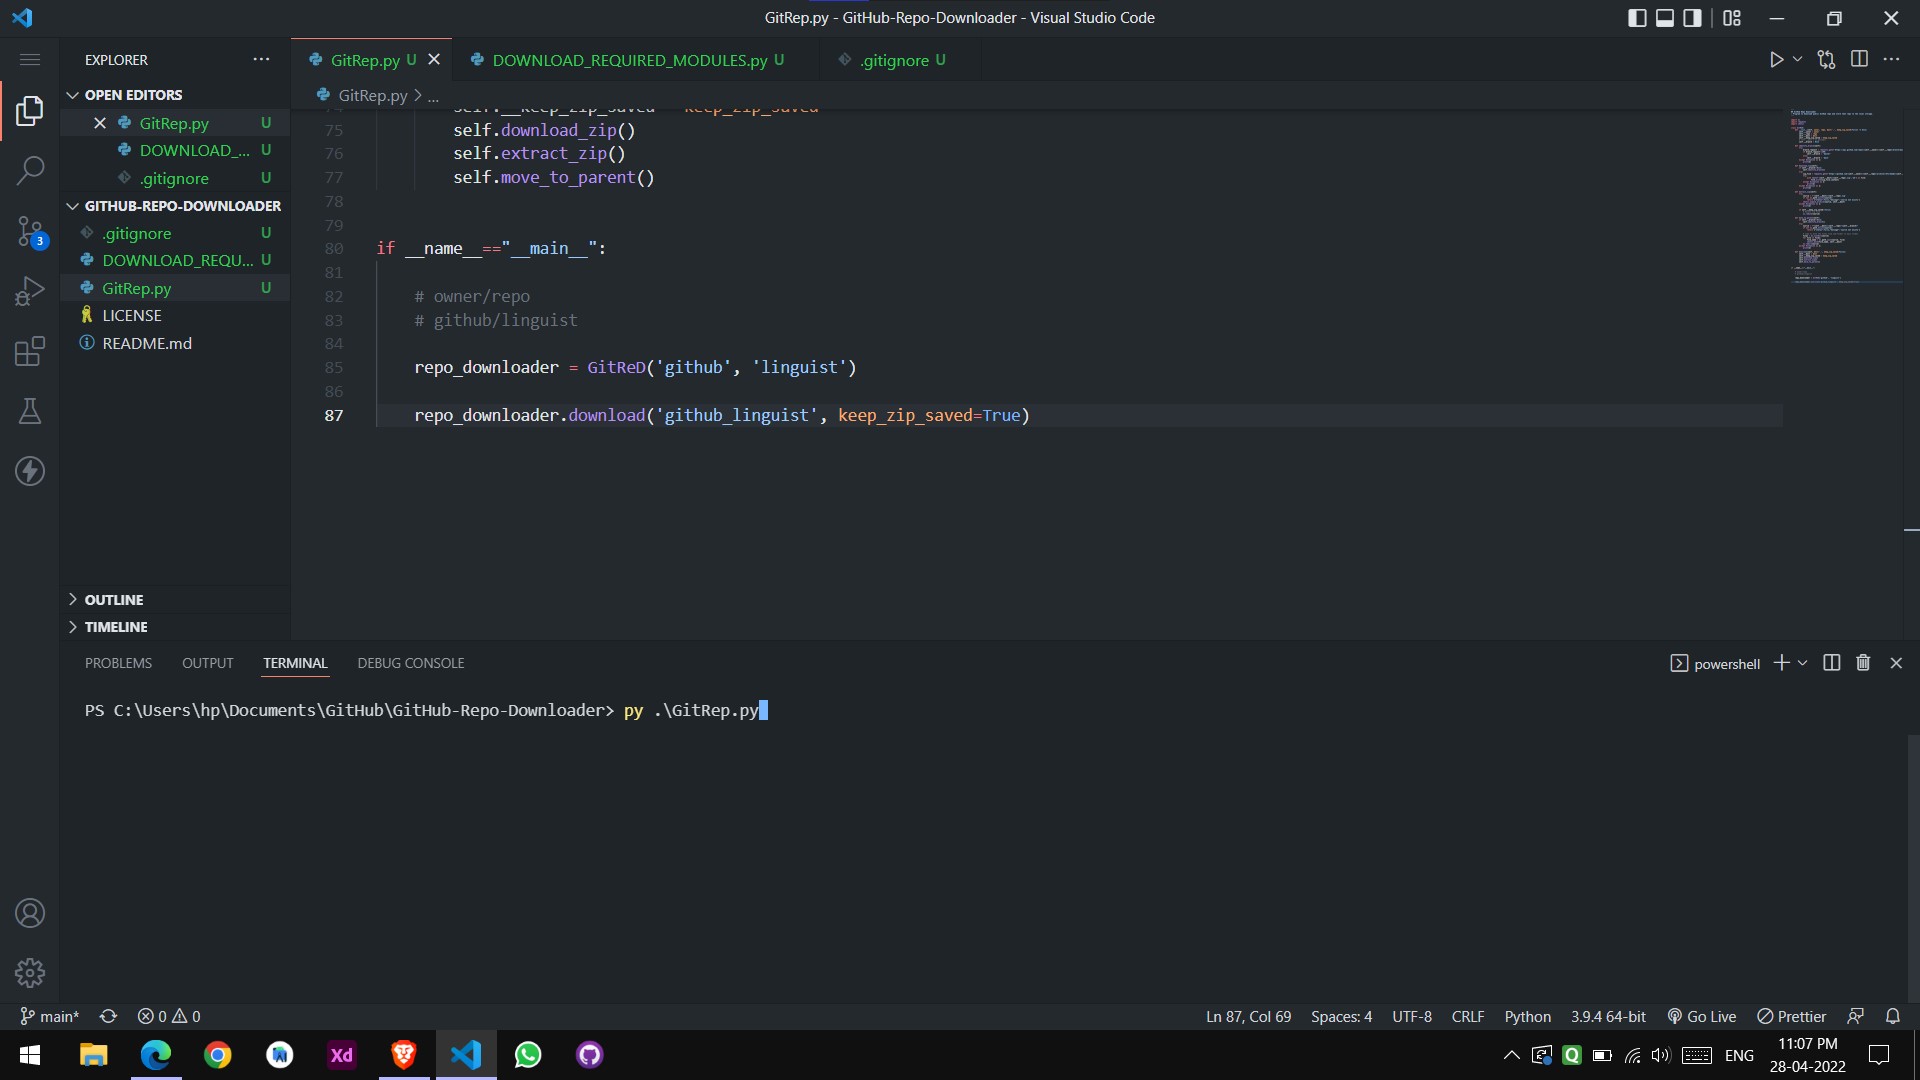 GitRep.py - GitHub-Repo-Downloader - Visual Studio Code
EXPLORER
OPEN EDITORS
GitRep.py U
DOWNLOAD_... U
.gitignore U
GITHUB-REPO-DOWNLOADER
.gitignore U
DOWNLOAD_REQU... U
GitRep.py U
LICENSE
README.md
OUTLINE
TIMELINE
3
GitRep.py U
DOWNLOAD_REQUIRED_MODULES.py U
.gitignore U
GitRep.py > ...
75 self.download_zip()
76 self.extract_zip()
77 self.move_to_parent()
78
79
80 if __name__=="__main__":
81
82 # owner/repo
83 # github/linguist
84
85 repo_downloader = GitReD('github', 'linguist')
86
87 repo_downloader.download('github_linguist', keep_zip_saved=True)
PROBLEMS OUTPUT TERMINAL DEBUG CONSOLE
powershell
PS C:\Users\hp\Documents\GitHub\GitHub-Repo-Downloader> py .\GitRep.py
main* 0 0 Ln 87, Col 69 Spaces: 4 UTF-8 CRLF Python 3.9.4 64-bit Go Live Prettier
Xd
Q
ENG
11:07 PM
28-04-2022